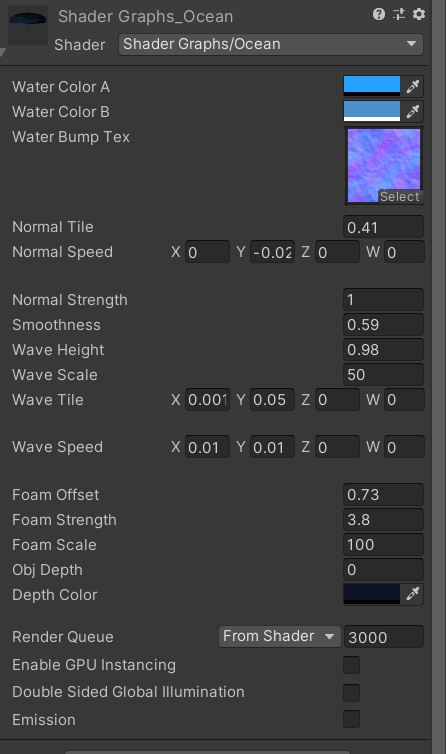 Shader Graphs_Ocean
Shader Shader Graphs/Ocean
Water Color A
Water Color B
Water Bump Tex
Select
Normal Tile 0.41
Normal Speed X 0 Y -0.02 Z 0 W 0
Normal Strength 1
Smoothness 0.59
Wave Height 0.98
Wave Scale 50
Wave Tile X 0.001 Y 0.05 Z 0 W 0
Wave Speed X 0.01 Y 0.01 Z 0 W 0
Foam Offset 0.73
Foam Strength 3.8
Foam Scale 100
Obj Depth 0
Depth Color
Render Queue From Shader 3000
Enable GPU Instancing
Double Sided Global Illumination
Emission